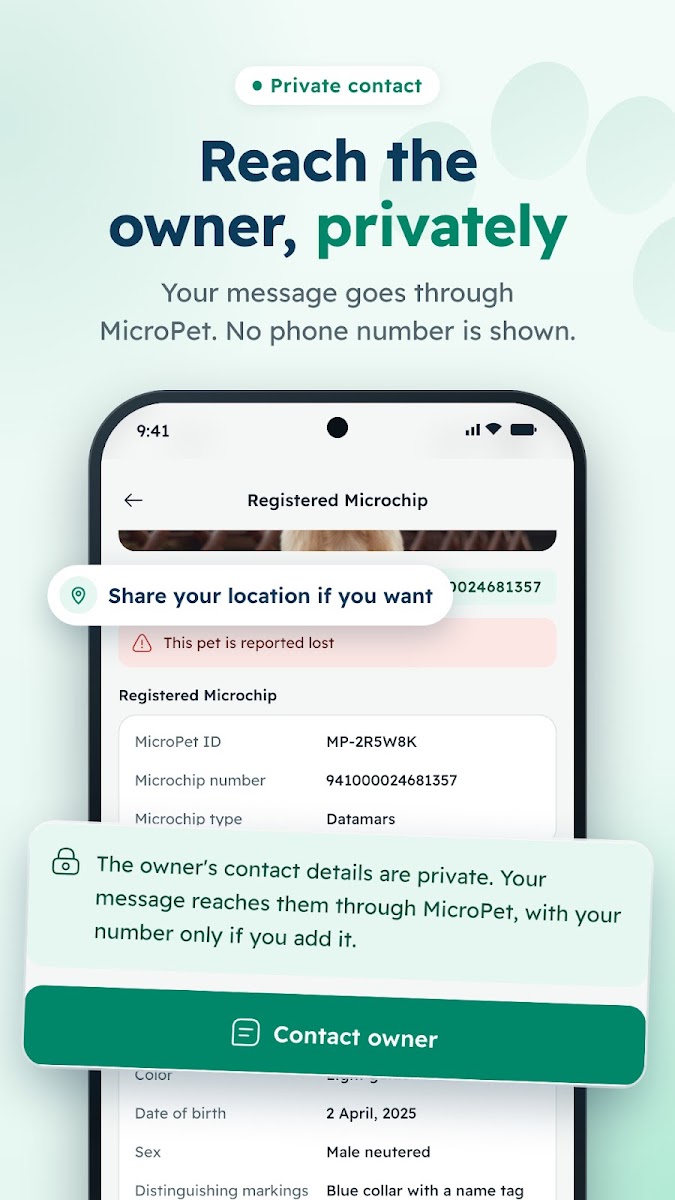 Private contact
Reach the
owner, privately
Your message goes through
MicroPet. No phone number is shown.
9:41
Registered Microchip
Share your location if you want
0024681357
This pet is reported lost
Registered Microchip
MicroPet ID MP-2R5W8K
Microchip number 941000024681357
Microchip type Datamars
The owner's contact details are private. Your
message reaches them through MicroPet, with your
number only if you add it.
Contact owner
Color
Date of birth 2 April, 2025
Sex Male neutered
Distinguishing markings Blue collar with a name tag